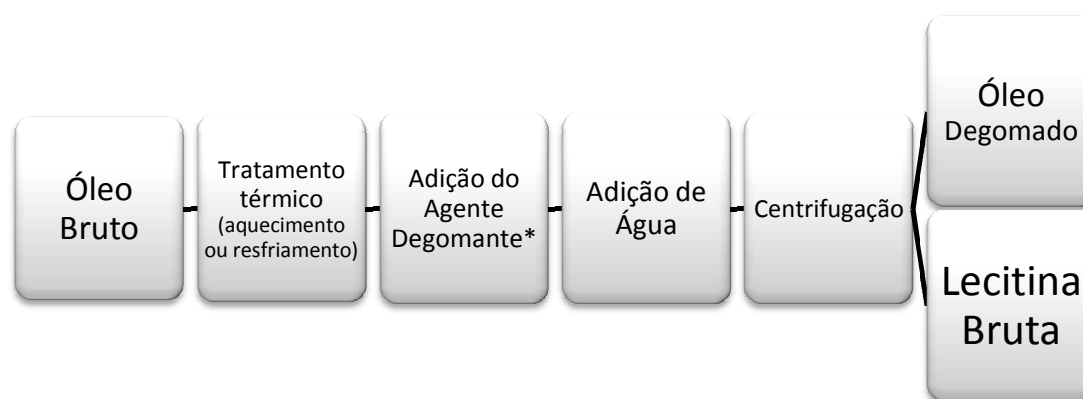 Óleo
Bruto
Tratamento
térmico
(aquecimento
ou resfriamento)
Adição do
Agente
Degomante*
Adição de
Água
Centrifugação
Óleo
Degomado
Lecitina
Bruta